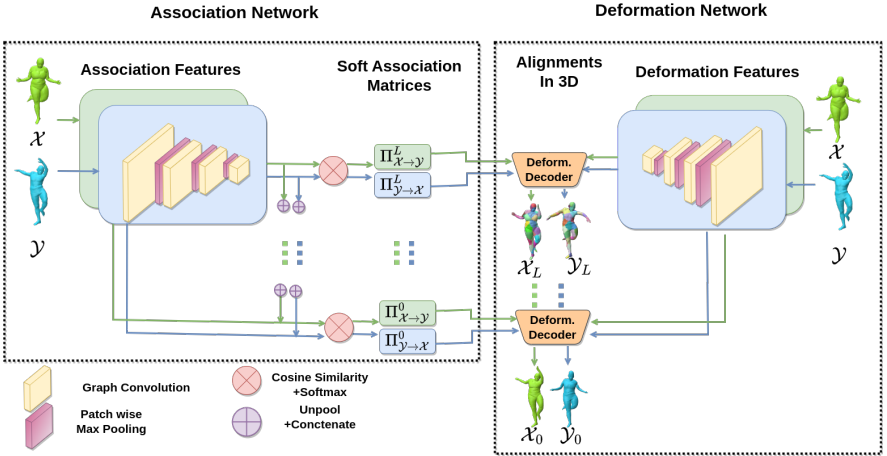 Association Network
Deformation Network
Association Features
Soft Association
Matrices
Alignments
In 3D
Deformation Features
𝒳
𝒴
Π^L_{𝒳→𝒴}
Π^L_{𝒴→𝒳}
Deform.
Decoder
𝒳
𝒴
𝒳_L
𝒴_L
Π^0_{𝒳→𝒴}
Π^0_{𝒴→𝒳}
Deform.
Decoder
𝒳_0
𝒴_0
Graph Convolution
Patch wise
Max Pooling
Cosine Similarity
+Softmax
Unpool
+Conctenate